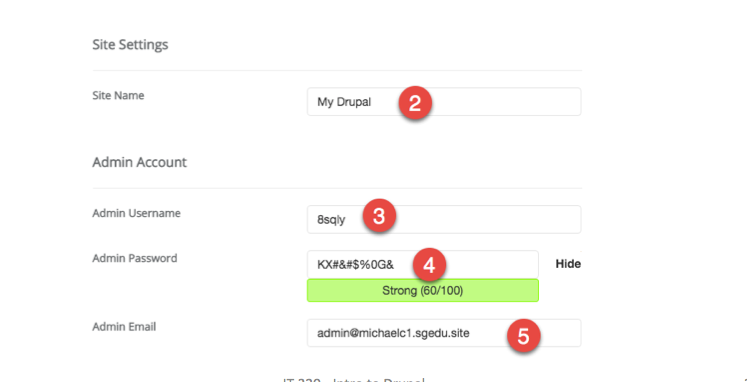 Site Settings
Site Name
My Drupal 2
Admin Account
Admin Username
8sqly 3
Admin Password
KX#&#$%0G& 4 Hide
Strong (60/100)
Admin Email
admin@michaelc1.sgedu.site 5